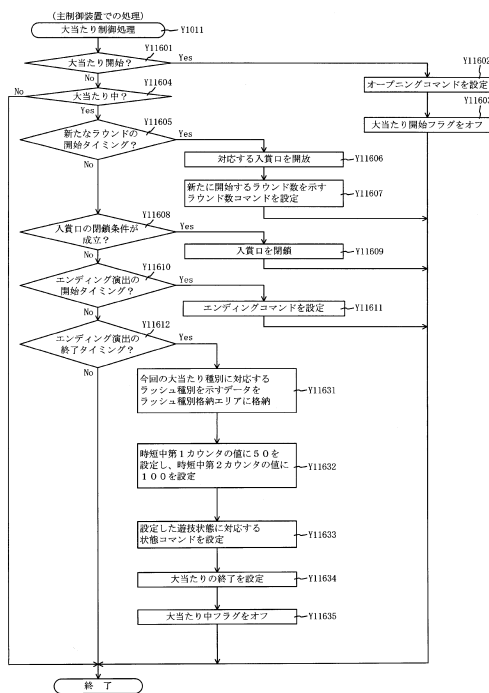 (主制御装置での処理)
大当たり制御処理
Y1011
大当たり開始?
Y11601
Yes
No
Y11602
オープニングコマンドを設定
Y11603
大当たり開始フラグをオフ
大当たり中?
Y11604
No
Yes
新たなラウンドの
開始タイミング?
Y11605
Yes
No
対応する入賞口を開放
Y11606
新たに開始するラウンド数を示す
ラウンド数コマンドを設定
Y11607
入賞口の閉鎖条件が
成立?
Y11608
Yes
No
入賞口を閉鎖
Y11609
エンディング演出の
開始タイミング?
Y11610
Yes
No
エンディングコマンドを設定
Y11611
エンディング演出の
終了タイミング?
Y11612
Yes
No
今回の大当たり種別に対応する
ラッシュ種別を示すデータを
ラッシュ種別格納エリアに格納
Y11631
時短中第1カウンタの値に50を
設定し、時短中第2カウンタの値に
100を設定
Y11632
設定した遊技状態に対応する
状態コマンドを設定
Y11633
大当たりの終了を設定
Y11634
大当たり中フラグをオフ
Y11635
終 了